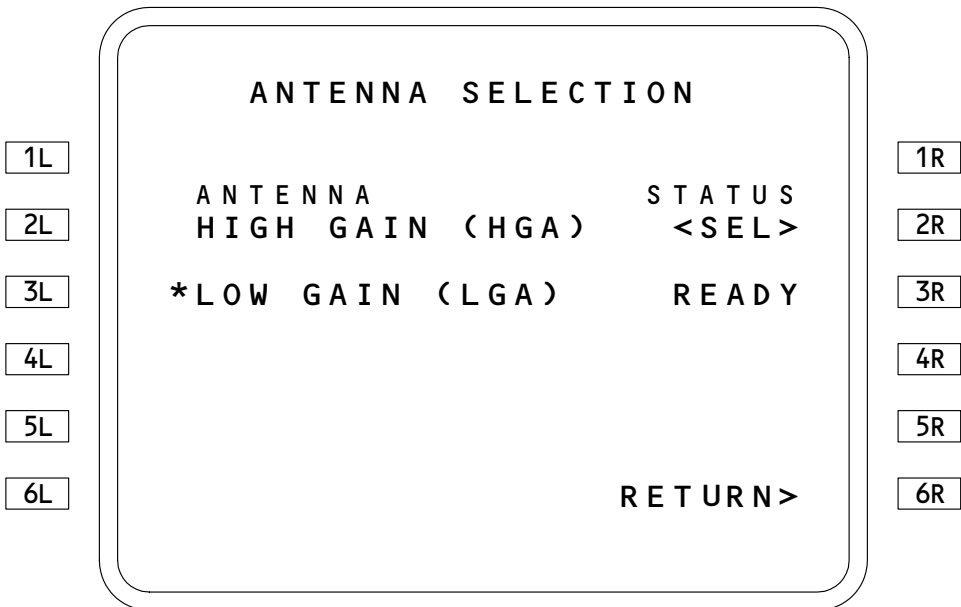 ANTENNA SELECTION
1L 1R
ANTENNA STATUS
2L HIGH GAIN (HGA) <SEL> 2R
3L *LOW GAIN (LGA) READY 3R
4L 4R
5L 5R
6L RETURN> 6R